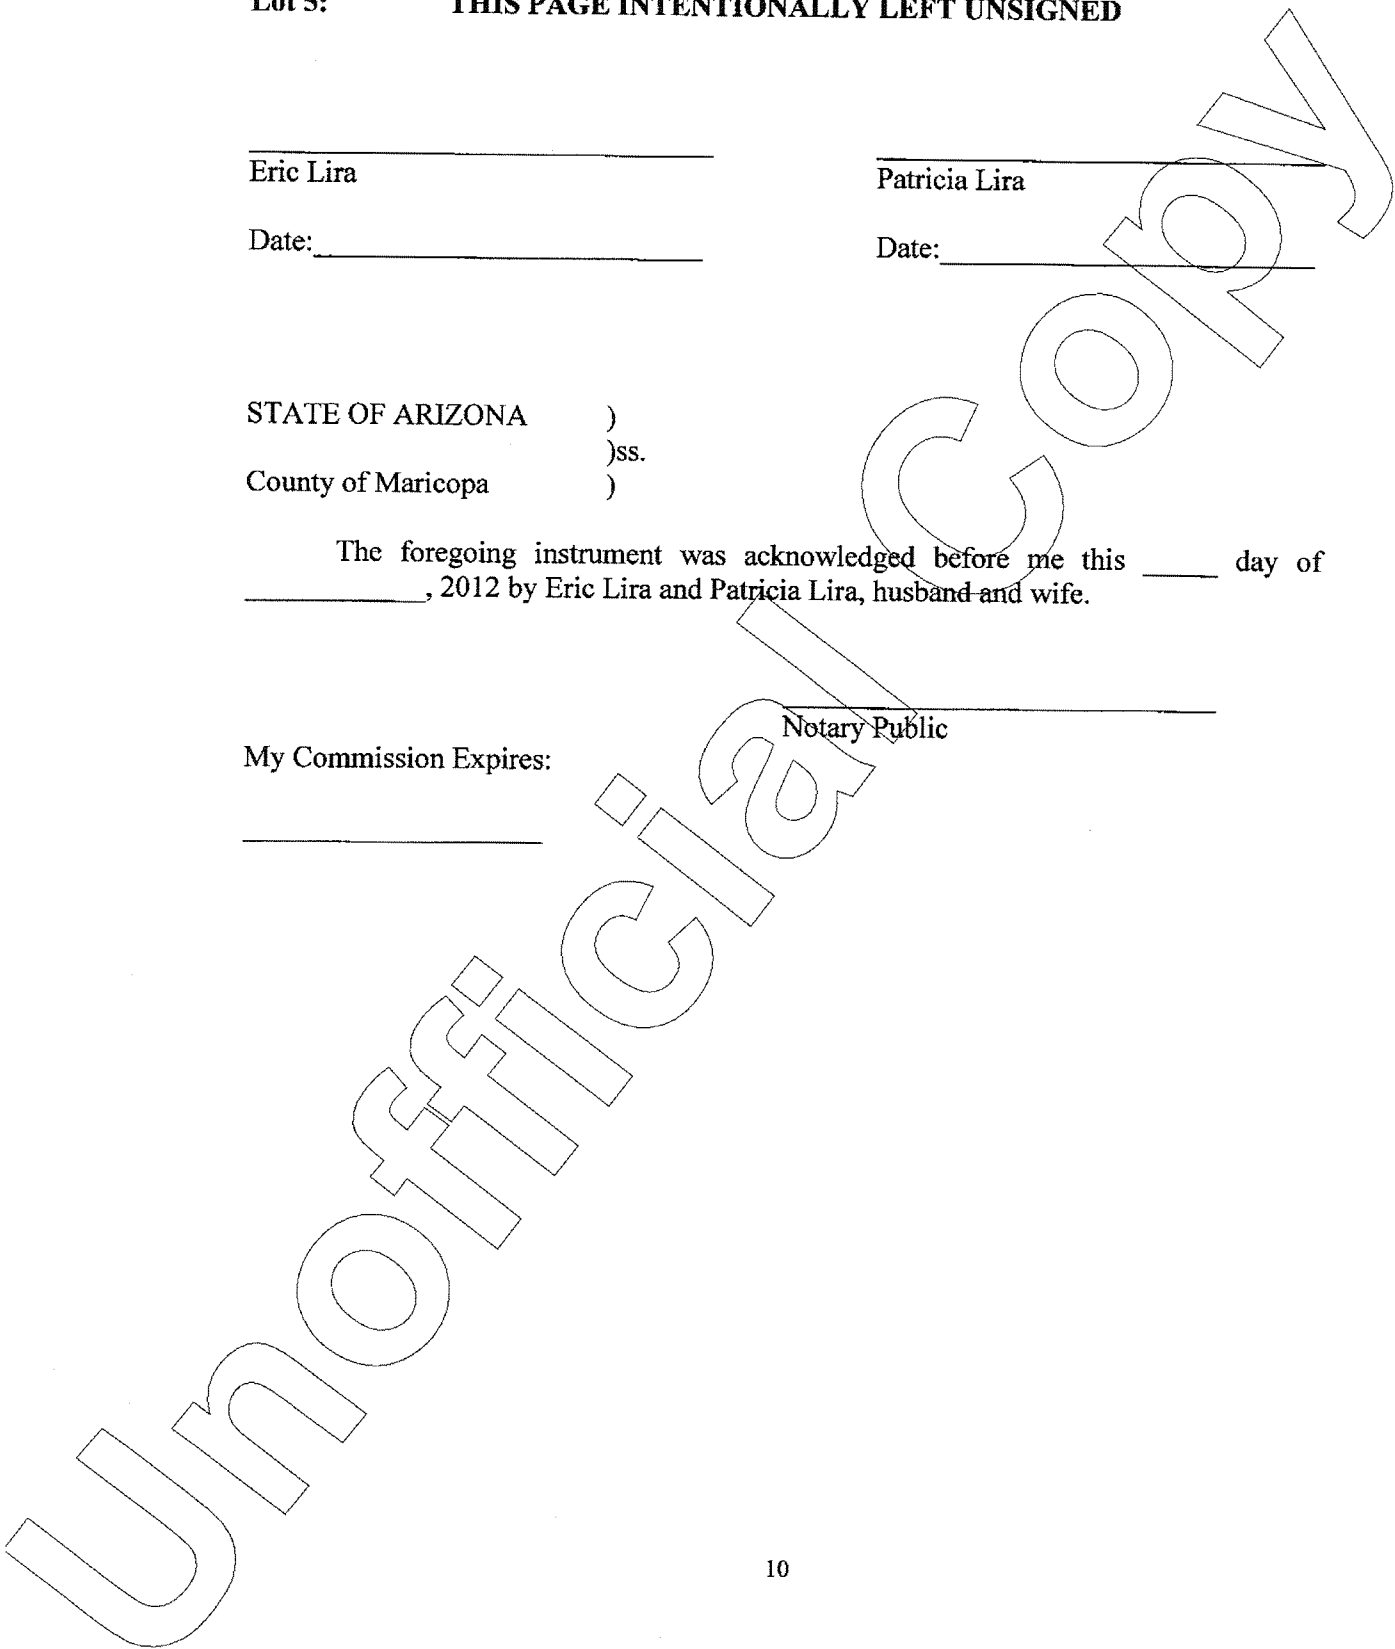 Lot 5: THIS PAGE INTENTIONALLY LEFT UNSIGNED
Eric Lira
Patricia Lira
Date:
Date:
STATE OF ARIZONA )
)ss.
County of Maricopa )
The foregoing instrument was acknowledged before me this _____ day of
____________, 2012 by Eric Lira and Patricia Lira, husband and wife.
Notary Public
My Commission Expires:
10
Unofficial Copy